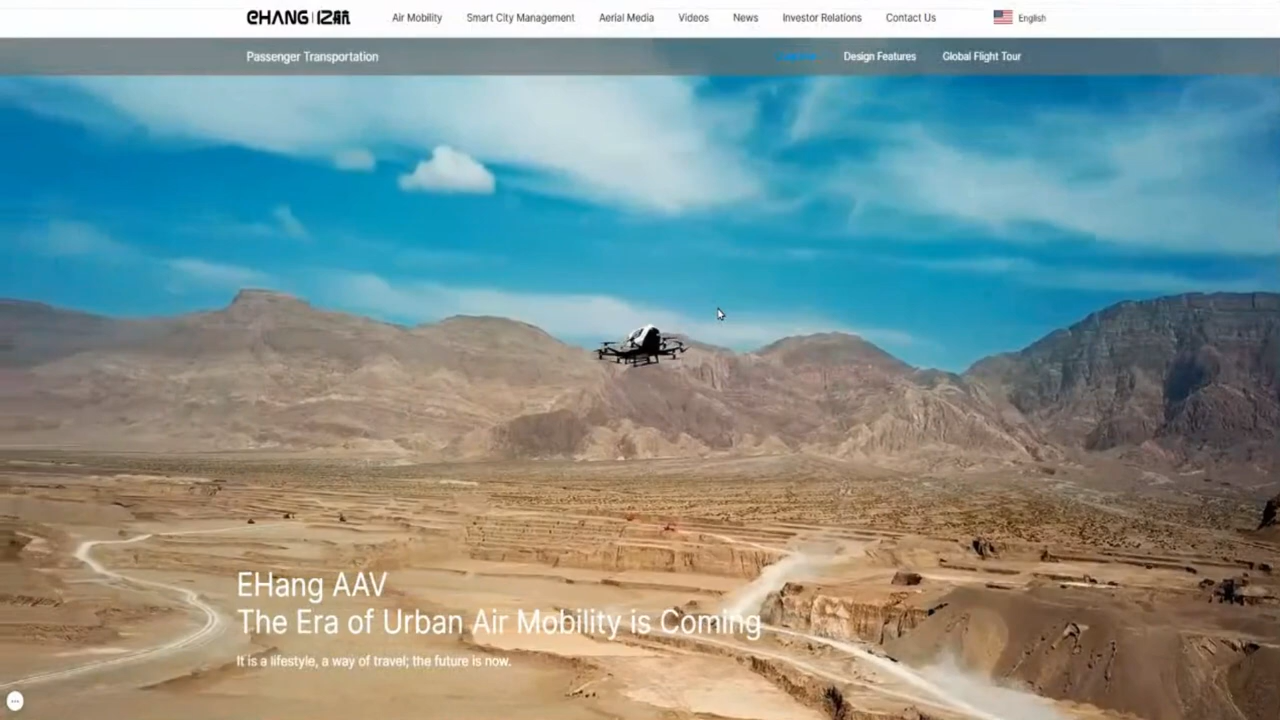 EHANG 亿航
Air Mobility
Smart City Management
Aerial Media
Videos
News
Investor Relations
Contact Us
English
Passenger Transportation
Design Features
Global Flight Tour
EHang AAV
The Era of Urban Air Mobility is Coming
It is a lifestyle, a way of travel; the future is now.